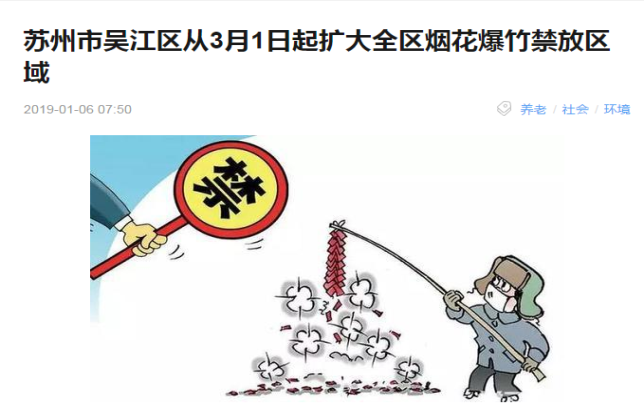 苏州市吴江区从3月1日起扩大全区烟花爆竹禁放区
域
2019-01-06 07:50 养老 / 社会 / 环境
禁